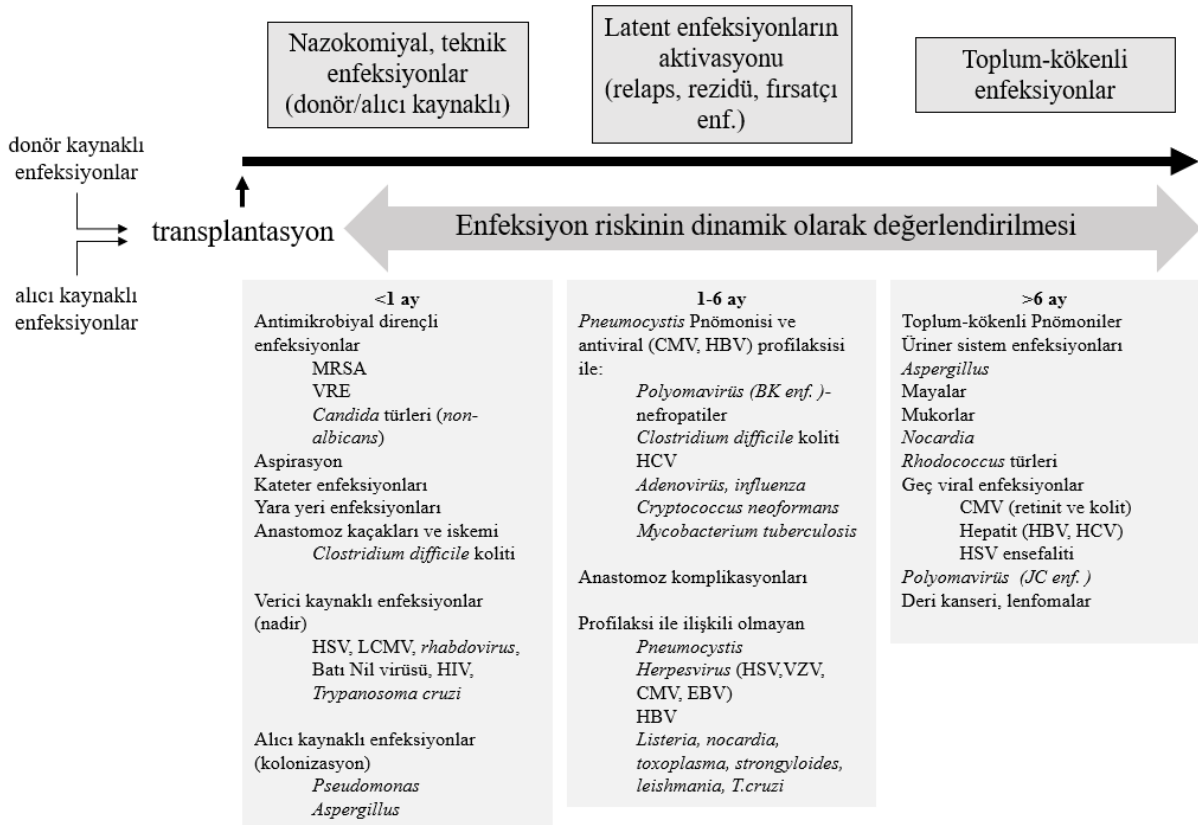 Nazokomiyal, teknik
enfeksiyonlar
(donör/alıcı kaynaklı)
Latent enfeksiyonların
aktivasyonu
(relaps, rezidü, fırsatçı
enf.)
Toplum-kökenli
enfeksiyonlar
donör kaynaklı
enfeksiyonlar
transplantasyon
alıcı kaynaklı
enfeksiyonlar
Enfeksiyon riskinin dinamik olarak değerlendirilmesi
<1 ay
Antimikrobiyal dirençli
enfeksiyonlar
MRSA
VRE
Candida türleri (non-
albicans)
Aspirasyon
Kateter enfeksiyonları
Yara yeri enfeksiyonları
Anastomoz kaçakları ve iskemi
Clostridium difficile koliti
Verici kaynaklı enfeksiyonlar
(nadir)
HSV, LCMV, rhabdovirus,
Batı Nil virüsü, HIV,
Trypanosoma cruzi
Alıcı kaynaklı enfeksiyonlar
(kolonizasyon)
Pseudomonas
Aspergillus
1-6 ay
Pneumocystis Pnömonisi ve
antiviral (CMV, HBV) profilaksisi
ile:
Polyomavirüs (BK enf. )-
nefropatiler
Clostridium difficile koliti
HCV
Adenovirüs, influenza
Cryptococcus neoformans
Mycobacterium tuberculosis
Anastomoz komplikasyonları
Profilaksi ile ilişkili olmayan
Pneumocystis
Herpesvirus (HSV,VZV,
CMV, EBV)
HBV
Listeria, nocardia,
toxoplasma, strongyloides,
leishmania, T.cruzi
>6 ay
Toplum-kökenli Pnömoniler
Üriner sistem enfeksiyonları
Aspergillus
Mayalar
Mukorlar
Nocardia
Rhodococcus türleri
Geç viral enfeksiyonlar
CMV (retinit ve kolit)
Hepatit (HBV, HCV)
HSV ensefaliti
Polyomavirüs (JC enf. )
Deri kanseri, lenfomalar